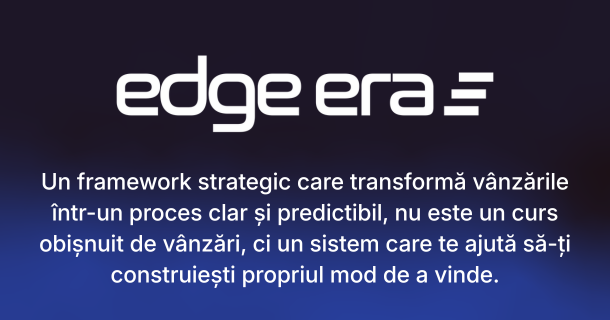 edge era
Un framework strategic care transformă vânzările
într-un proces clar și predictibil, nu este un curs
obișnuit de vânzări, ci un sistem care te ajută să-ți
construiești propriul mod de a vinde.